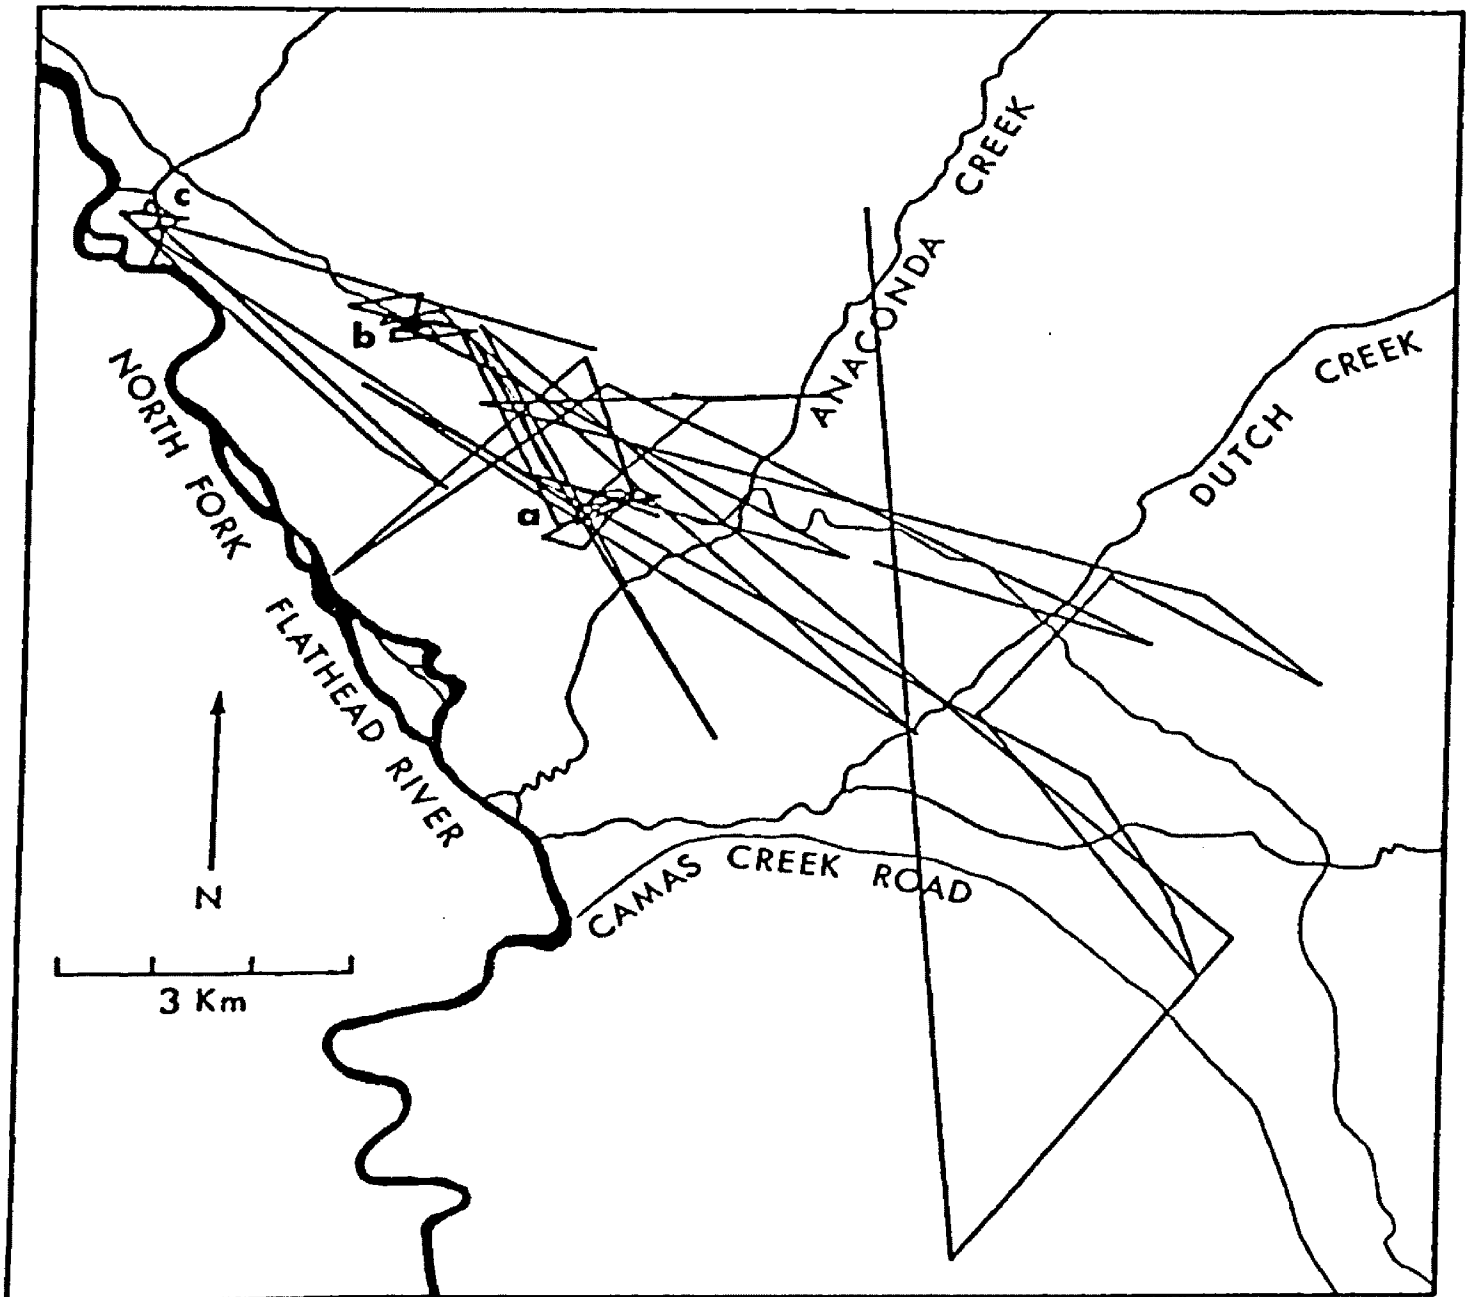 c
b
a
ANACONDA CREEK
DUTCH CREEK
NORTH FORK FLATHEAD RIVER
CAMAS CREEK ROAD
N
3 Km